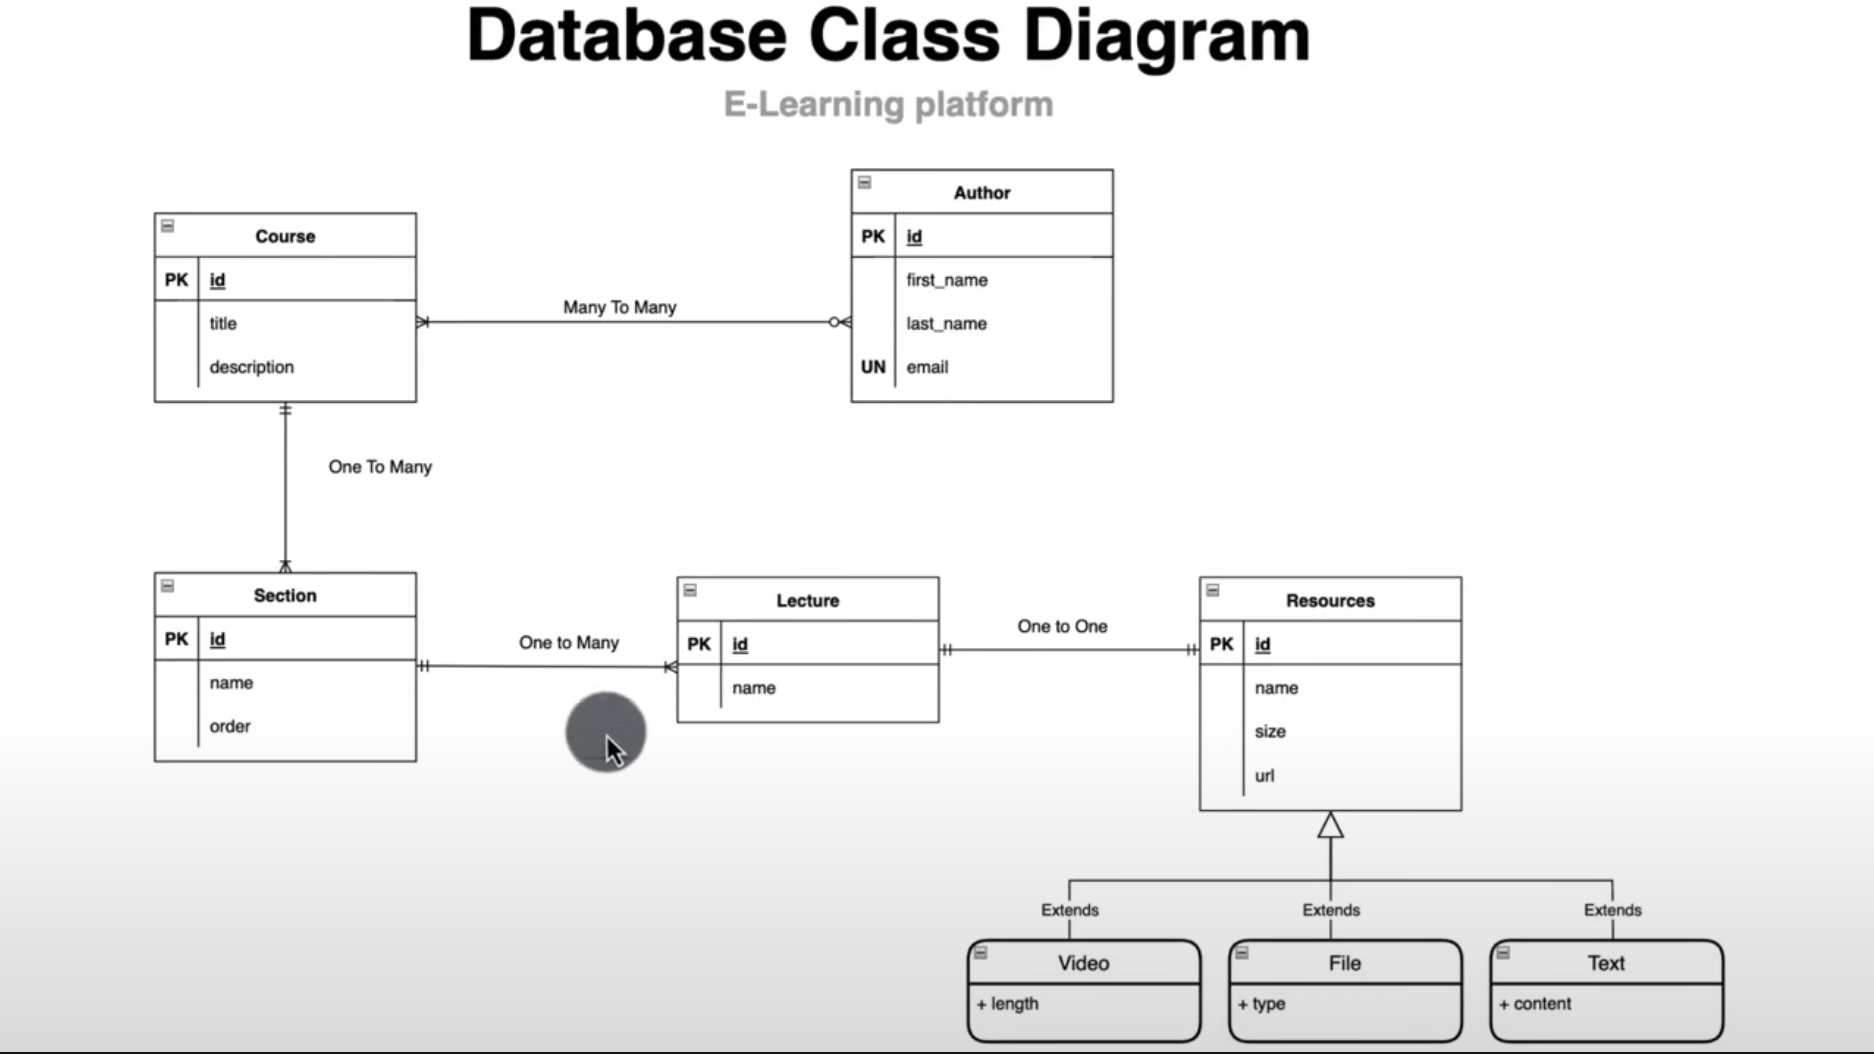 Database Class Diagram
E-Learning platform
Course
PK id
title
description
Many To Many
Author
PK id
first_name
last_name
UN email
One To Many
Section
PK id
name
order
One to Many
Lecture
PK id
name
One to One
Resources
PK id
name
size
url
Extends
Extends
Extends
Video
+ length
File
+ type
Text
+ content